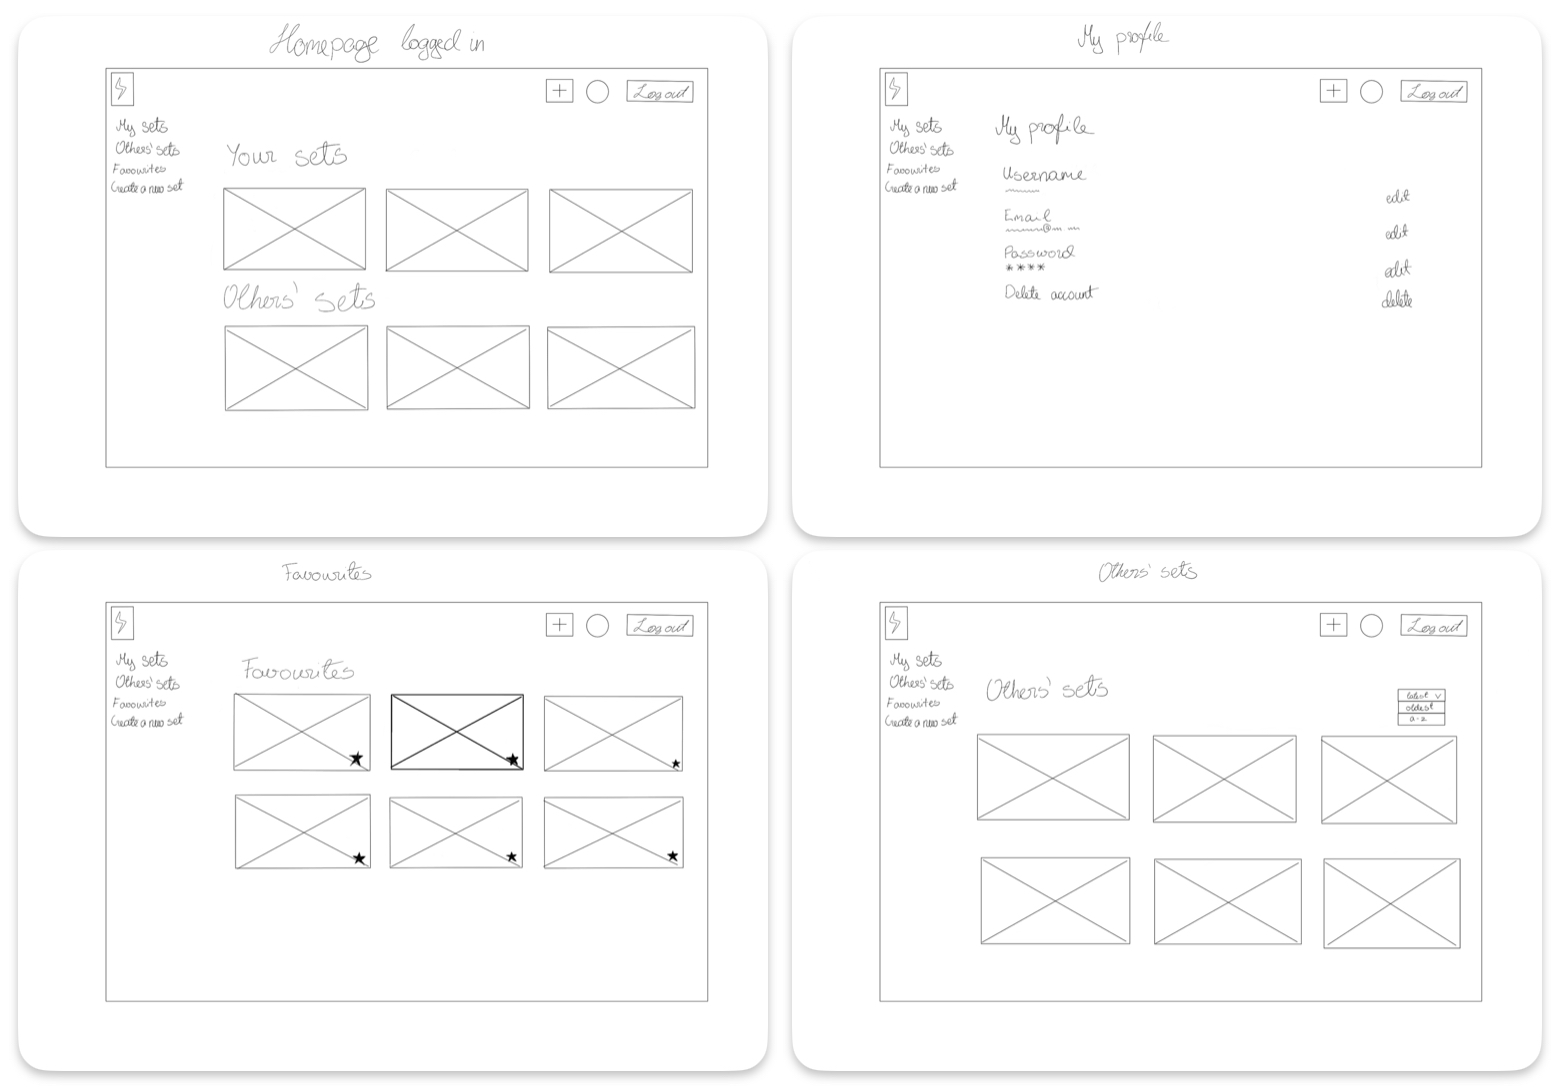 Homepage logged in
+ Log out
My sets
Others' sets
Favourites
Create a new set
Your sets
Others' sets
My profile
+ Log out
My sets
Others' sets
Favourites
Create a new set
My profile
Username
edit
Email
@
edit
Password
****
edit
Delete account
delete
Favourites
+ Log out
My sets
Others' sets
Favourites
Create a new set
Favourites
Others' sets
+ Log out
My sets
Others' sets
Favourites
Create a new set
Others' sets
latest v
oldest
a-z